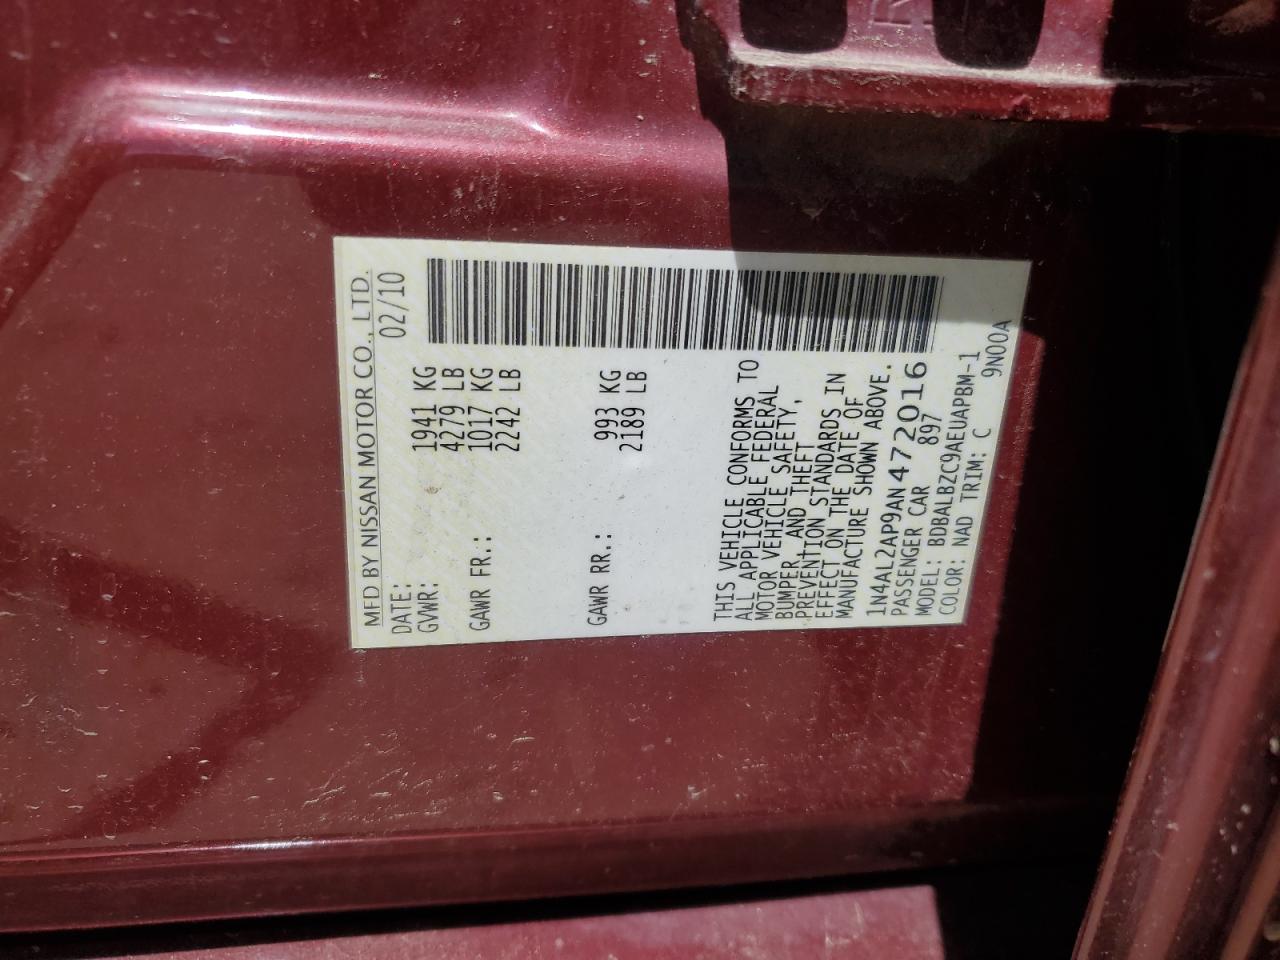 MFD BY NISSAN MOTOR CO., LTD.
DATE: 02/10
GVWR: 1941 KG
4279 LB
GAWR FR.: 1017 KG
2242 LB
GAWR RR.: 993 KG
2189 LB
THIS VEHICLE CONFORMS TO
ALL APPLICABLE FEDERAL
MOTOR VEHICLE SAFETY,
BUMPER, AND THEFT
PREVENTION STANDARDS IN
EFFECT ON THE DATE OF
MANUFACTURE SHOWN ABOVE.
1N4AL2AP9AN472016
PASSENGER CAR 897
MODEL: BDBALBZC9AEUAPBM-1
COLOR: NAD TRIM: C 9N00A